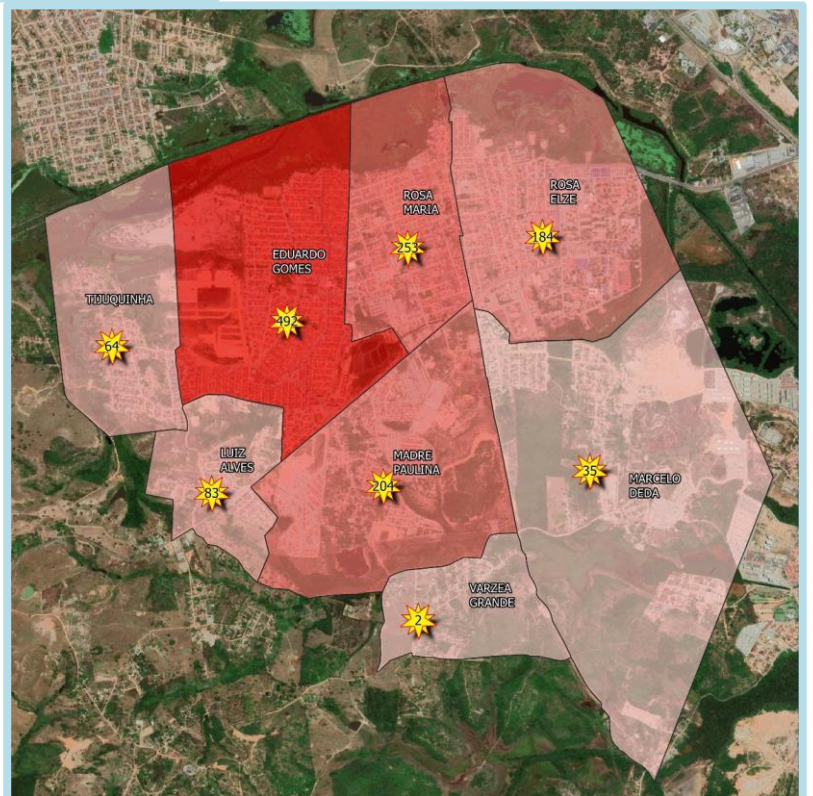 ROSA
MARIA
253
ROSA
ELZE
184
EDUARDO
GOMES
492
TIJUQUINHA
64
LUIZ
ALVES
83
MADRE
PAULINA
204
35
MARCELO
DEDA
VARZEA
GRANDE
2